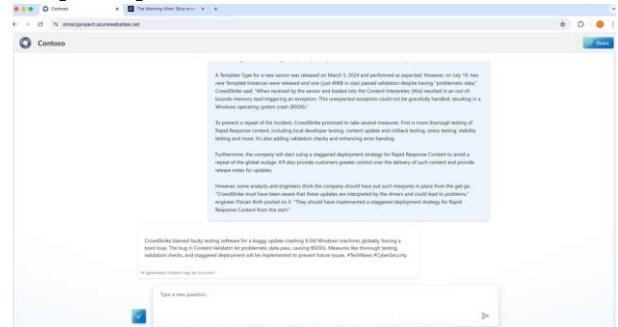 Contoso
The Morning After: Blue scre
omscsproject.azurewebsites.net
Contoso
Share
A Template Type for a new sensor was released on March 5, 2024 and performed as expected. However, on July 19, two
new Template Instances were released and one (just 40KB in size) passed validation despite having "problematic data,"
CrowdStrike said. "When received by the sensor and loaded into the Content Interpreter, [this] resulted in an out-of-
bounds memory read triggering an exception. This unexpected exception could not be gracefully handled, resulting in a
Windows operating system crash (BSOD)."
To prevent a repeat of the incident, CrowdStrike promised to take several measures. First is more thorough testing of
Rapid Response content, including local developer testing, content update and rollback testing, stress testing, stability
testing and more. It's also adding validation checks and enhancing error handing.
Furthermore, the company will start using a staggered deployment strategy for Rapid Response Content to avoid a
repeat of the global outage. It'll also provide customers greater control over the delivery of such content and provide
release notes for updates.
However, some analysts and engineers think the company should have put such measures in place from the get-go.
"CrowdStrike must have been aware that these updates are interpreted by the drivers and could lead to problems,"
engineer Florian Roth posted on X. "They should have implemented a staggered deployment strategy for Rapid
Response Content from the start."
CrowdStrike blamed faulty testing software for a buggy update crashing 8.5M Windows machines globally, forcing a
boot loop. The bug in Content Validator let problematic data pass, causing BSODs. Measures like thorough testing,
validation checks, and staggered deployment will be implemented to prevent future issues. #TechNews #CyberSecurity
AI-generated content may be incorrect
Type a new question...